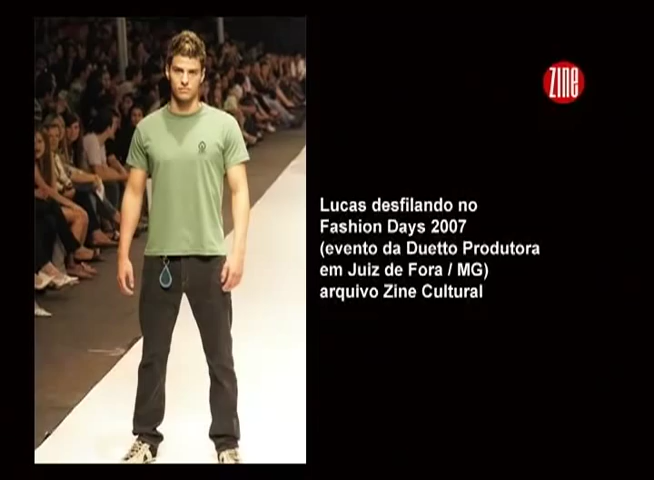 ZINE
Lucas desfilando no
Fashion Days 2007
(evento da Duetto Produtora
em Juiz de Fora / MG)
arquivo Zine Cultural